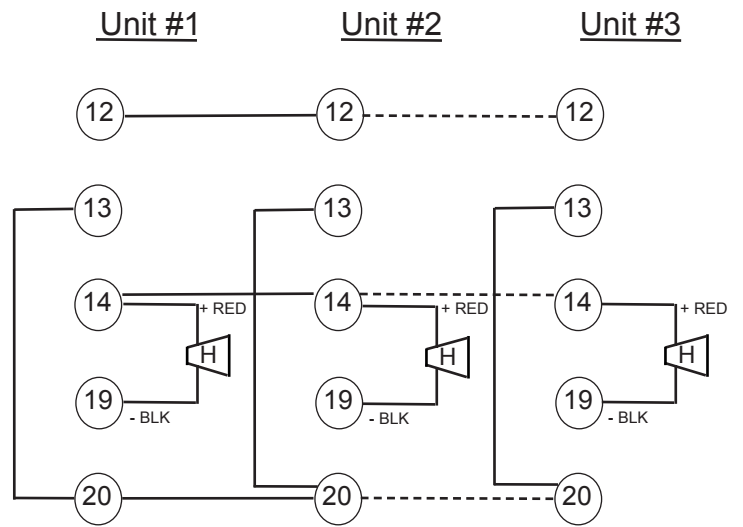 Unit #1 Unit #2 Unit #3
12 12 12
13 13 13
14 14 14
+ RED + RED + RED
H H H
19 19 19
- BLK - BLK - BLK
20 20 20